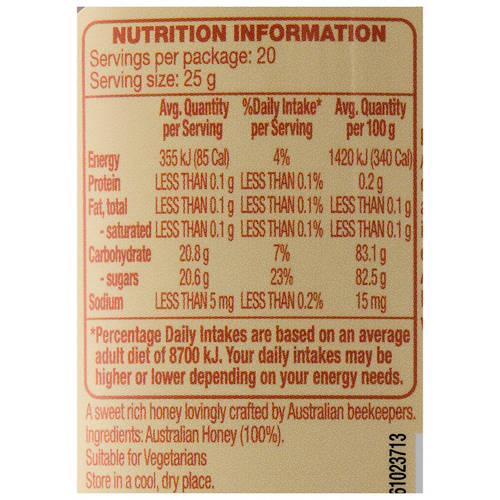 NUTRITION INFORMATION
Servings per package: 20
Serving size: 25 g
Avg. Quantity %Daily Intake* Avg. Quantity
per Serving per Serving per 100 g
Energy 355 kJ (85 Cal) 4% 1420 kJ (340 Cal)
Protein LESS THAN 0.1 g LESS THAN 0.1% 0.2 g
Fat, total LESS THAN 0.1 g LESS THAN 0.1% LESS THAN 0.1 g
- saturated LESS THAN 0.1 g LESS THAN 0.1% LESS THAN 0.1 g
Carbohydrate 20.8 g 7% 83.1 g
- sugars 20.6 g 23% 82.5 g
Sodium LESS THAN 5 mg LESS THAN 0.2% 15 mg
*Percentage Daily Intakes are based on an average
adult diet of 8700 kJ. Your daily intakes may be
higher or lower depending on your energy needs.
A sweet rich honey lovingly crafted by Australian beekeepers.
Ingredients: Australian Honey (100%).
Suitable for Vegetarians
Store in a cool, dry place.
61023713